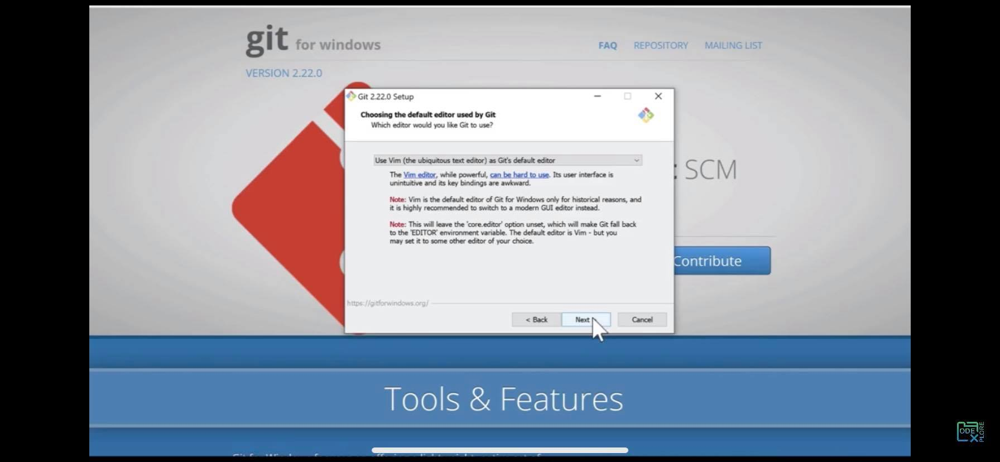 git for windows
FAQ REPOSITORY MAILING LIST
VERSION 2.22.0
Git 2.22.0 Setup
Choosing the default editor used by Git
Which editor would you like Git to use?
Use Vim (the ubiquitous text editor) as Git's default editor
The Vim editor, while powerful, can be hard to use. Its user interface is
unintuitive and its key bindings are awkward.
Note: Vim is the default editor of Git for Windows only for historical reasons, and
it is highly recommended to switch to a modern GUI editor instead.
Note: This will leave the 'core.editor' option unset, which will make Git fall back
to the 'EDITOR' environment variable. The default editor is Vim - but you
may set it to some other editor of your choice.
: SCM
Contribute
https://gitforwindows.org/
< Back Next Cancel
Tools & Features
ODE
XPLORE